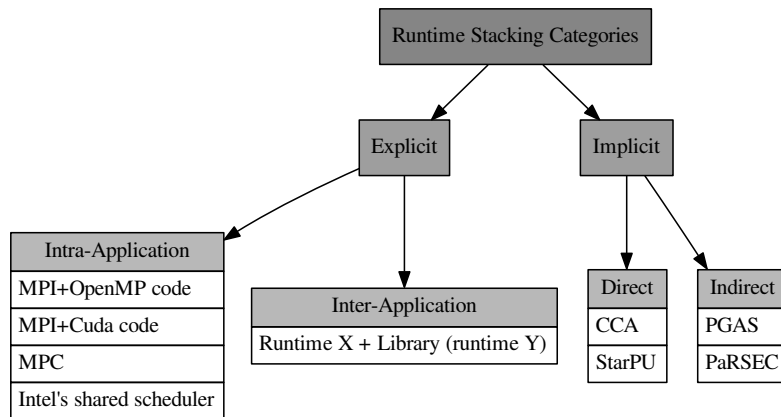 Runtime Stacking Categories
Explicit
Implicit
Intra-Application
MPI+OpenMP code
MPI+Cuda code
MPC
Intel's shared scheduler
Inter-Application
Runtime X + Library (runtime Y)
Direct
CCA
StarPU
Indirect
PGAS
PaRSEC